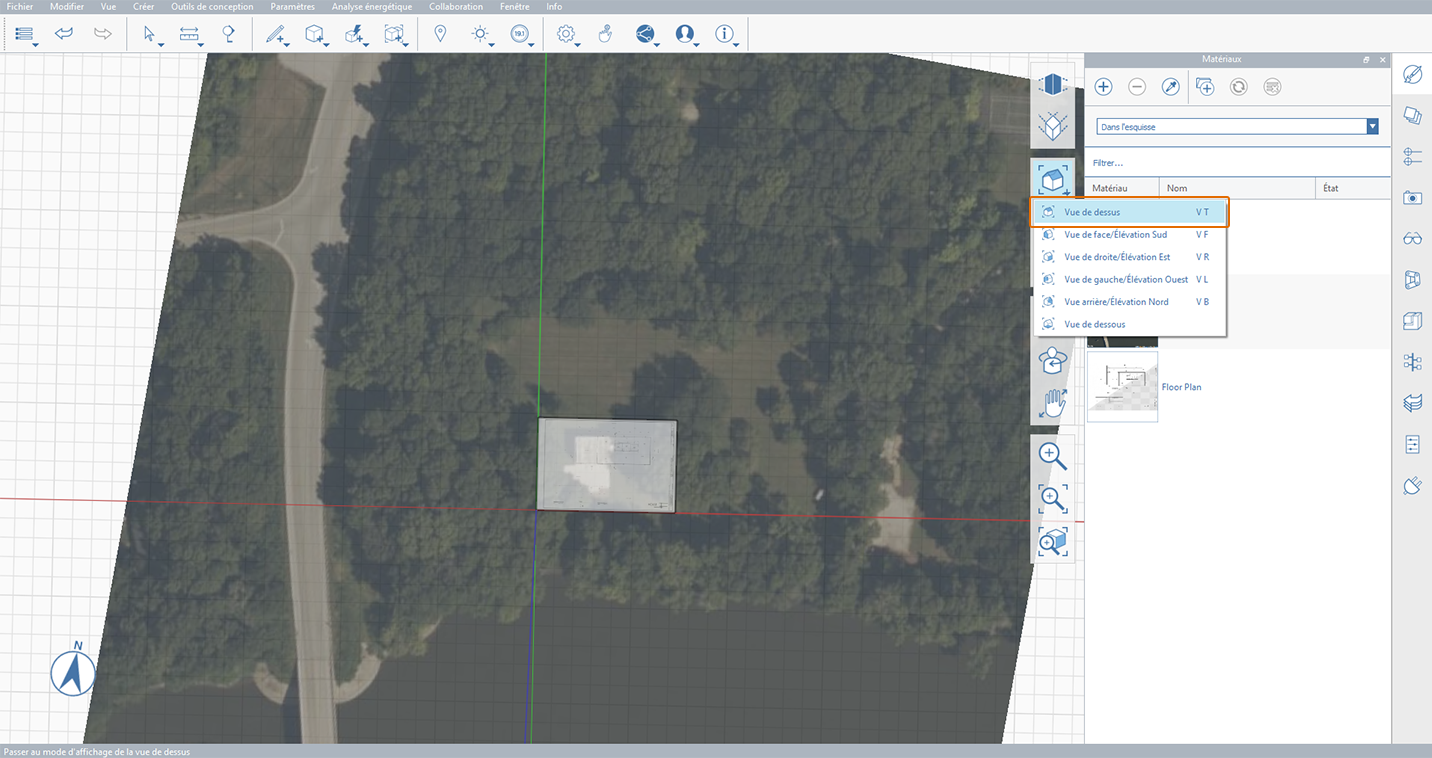 Fichier Modifier Vue Créer Outils de conception Paramètres Analyse énergétique Collaboration Fenêtre Info
19.1
Matériaux
Dans l'esquisse
Filtrer...
Matériau Nom État
Vue de dessus V T
Vue de face/Élévation Sud V F
Vue de droite/Élévation Est V R
Vue de gauche/Élévation Ouest V L
Vue arrière/Élévation Nord V B
Vue de dessous
Floor Plan
N
Passer au mode d'affichage de la vue de dessus